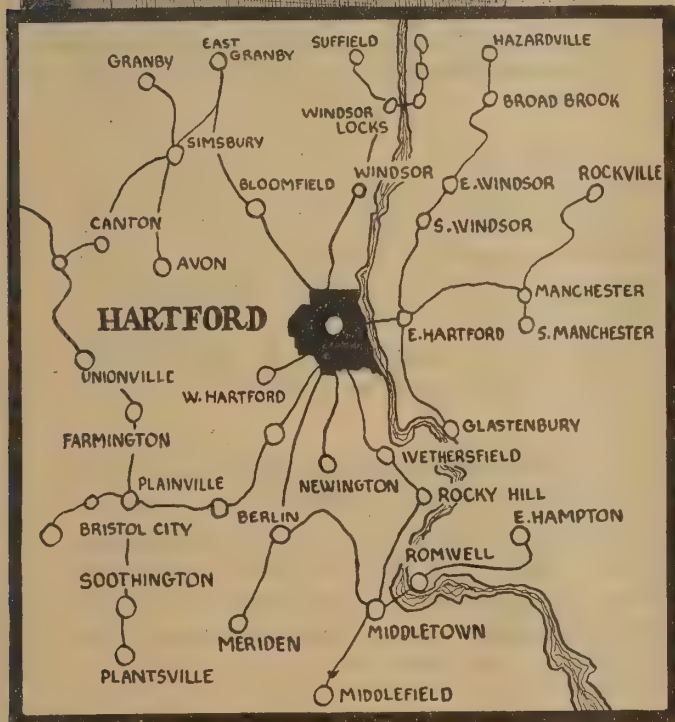 EAST
GRANBY
GRANBY
SUFFIELD
HAZARDVILLE
WINDSOR
LOCKS
BROAD BROOK
SIMSBURY
BLOOMFIELD
WINDSOR
E. WINDSOR
ROCKVILLE
CANTON
S. WINDSOR
AVON
MANCHESTER
HARTFORD
E. HARTFORD
S. MANCHESTER
UNIONVILLE
W. HARTFORD
FARMINGTON
GLASTENBURY
WETHERSFIELD
PLAINVILLE
NEWINGTON
ROCKY HILL
BRISTOL CITY
BERLIN
E. HAMPTON
ROMWELL
SOOTHINGTON
MERIDEN
MIDDLETOWN
PLANTSVILLE
MIDDLEFIELD